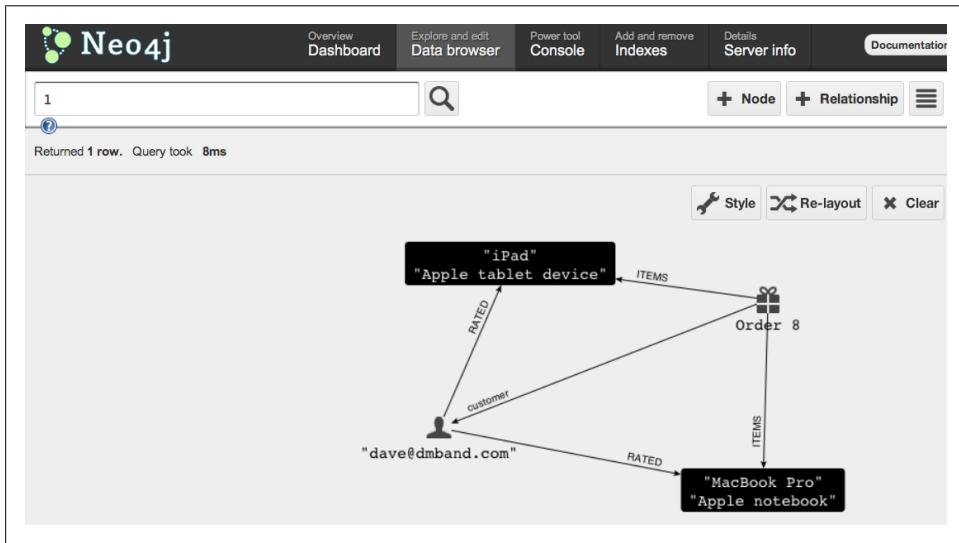 Neo4j
Overview
Dashboard
Explore and edit
Data browser
Power tool
Console
Add and remove
Indexes
Details
Server info
Documentation
1
Node
Relationship
?
Returned 1 row. Query took 8ms
Style
Re-layout
Clear
"iPad"
"Apple tablet device"
ITEMS
Order 8
RATED
customer
ITEMS
"dave@dmband.com"
RATED
"MacBook Pro"
"Apple notebook"